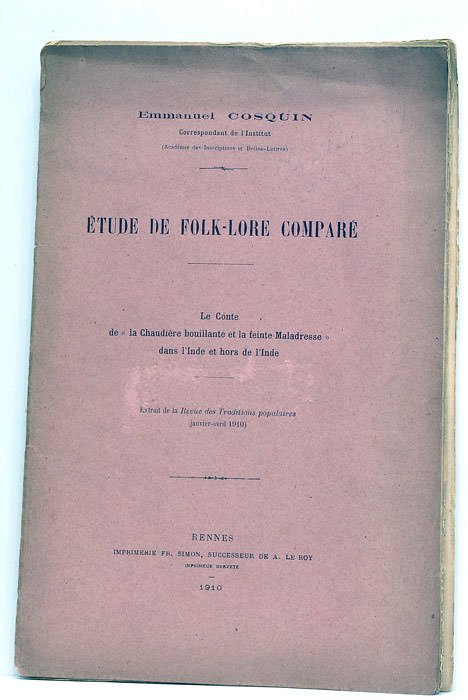 Emmanuel COSQUIN
Correspondant de l'Institut
(Académie des Inscriptions et Belles-Lettres)
ÉTUDE DE FOLK-LORE COMPARÉ
Le Conte
de « la Chaudière bouillante et la feinte Maladresse »
dans l'Inde et hors de l'Inde
Extrait de la Revue des Traditions populaires
janvier-avril 1910)
RENNES
IMPRIMERIE FR. SIMON, SUCCESSEUR DE A. LE ROY
IMPRIMEUR BREVETÉ
1910